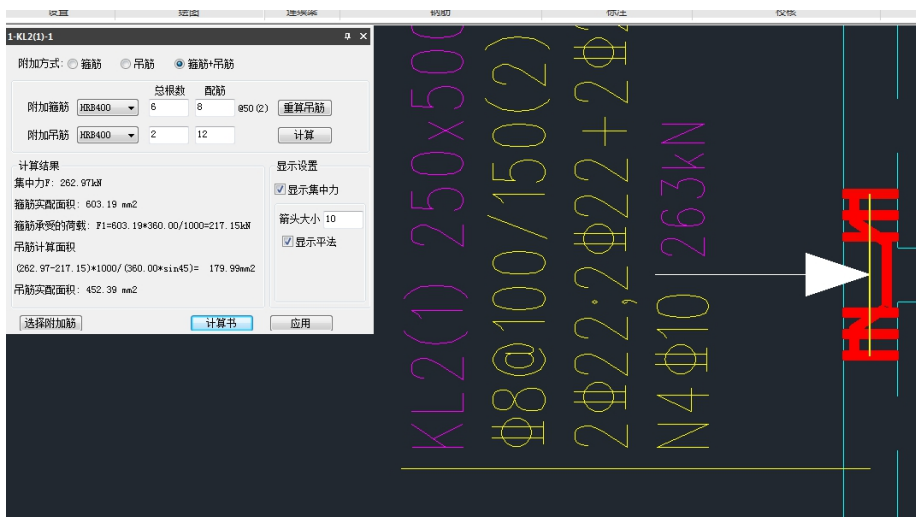 设置 绘图 连续梁 钢筋 标注 校核
1-KL2(1)-1
附加方式: 箍筋 吊筋 箍筋+吊筋
总根数 配筋
附加箍筋 HRB400 6 8 @50(2) 重算吊筋
附加吊筋 HRB400 2 12 计算
计算结果
集中力F: 262.97kN
箍筋实配面积: 603.19 mm2
箍筋承受的荷载: F1=603.19*360.00/1000=217.15kN
吊筋计算面积
(262.97-217.15)*1000/(360.00*sin45)= 179.99mm2
吊筋实配面积: 452.39 mm2
显示设置
显示集中力
箭头大小 10
显示平法
选择附加筋 计算书 应用
KL2(1) 250×500
Φ8@100/150(2)
2Φ22;2Φ22+2Φ2
N4Φ10
263kN